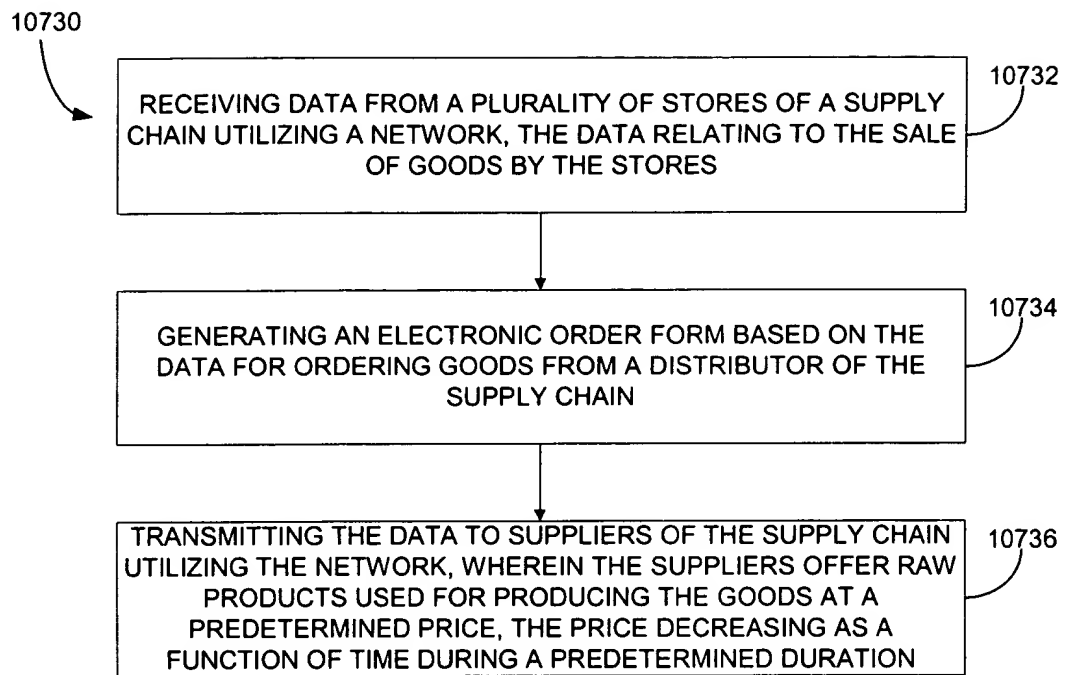 10730
10732
RECEIVING DATA FROM A PLURALITY OF STORES OF A SUPPLY
CHAIN UTILIZING A NETWORK, THE DATA RELATING TO THE SALE
OF GOODS BY THE STORES
10734
GENERATING AN ELECTRONIC ORDER FORM BASED ON THE
DATA FOR ORDERING GOODS FROM A DISTRIBUTOR OF THE
SUPPLY CHAIN
10736
TRANSMITTING THE DATA TO SUPPLIERS OF THE SUPPLY CHAIN
UTILIZING THE NETWORK, WHEREIN THE SUPPLIERS OFFER RAW
PRODUCTS USED FOR PRODUCING THE GOODS AT A
PREDETERMINED PRICE, THE PRICE DECREASING AS A
FUNCTION OF TIME DURING A PREDETERMINED DURATION